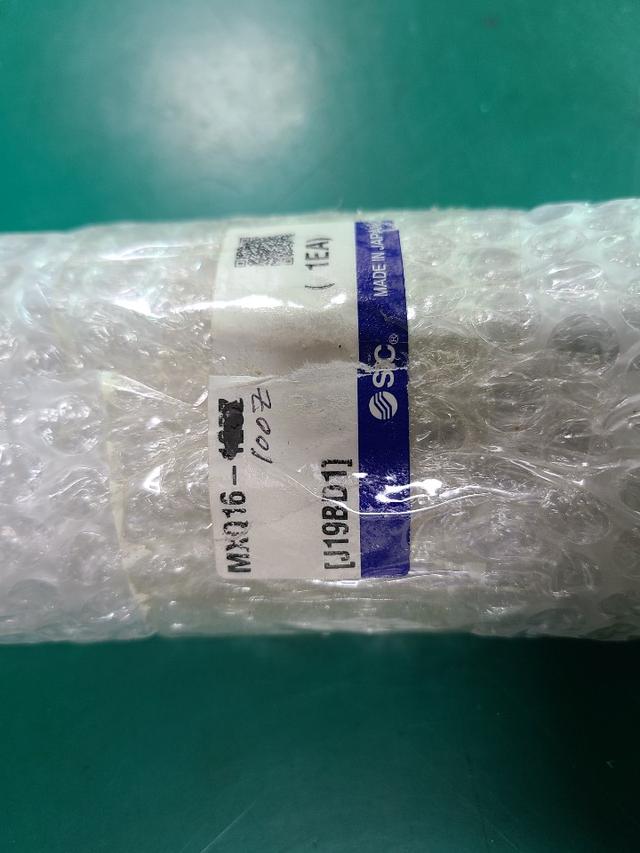 MXQ16-
100Z
[J19BD1]
( 1EA)
SMC®
MADE IN JAPAN